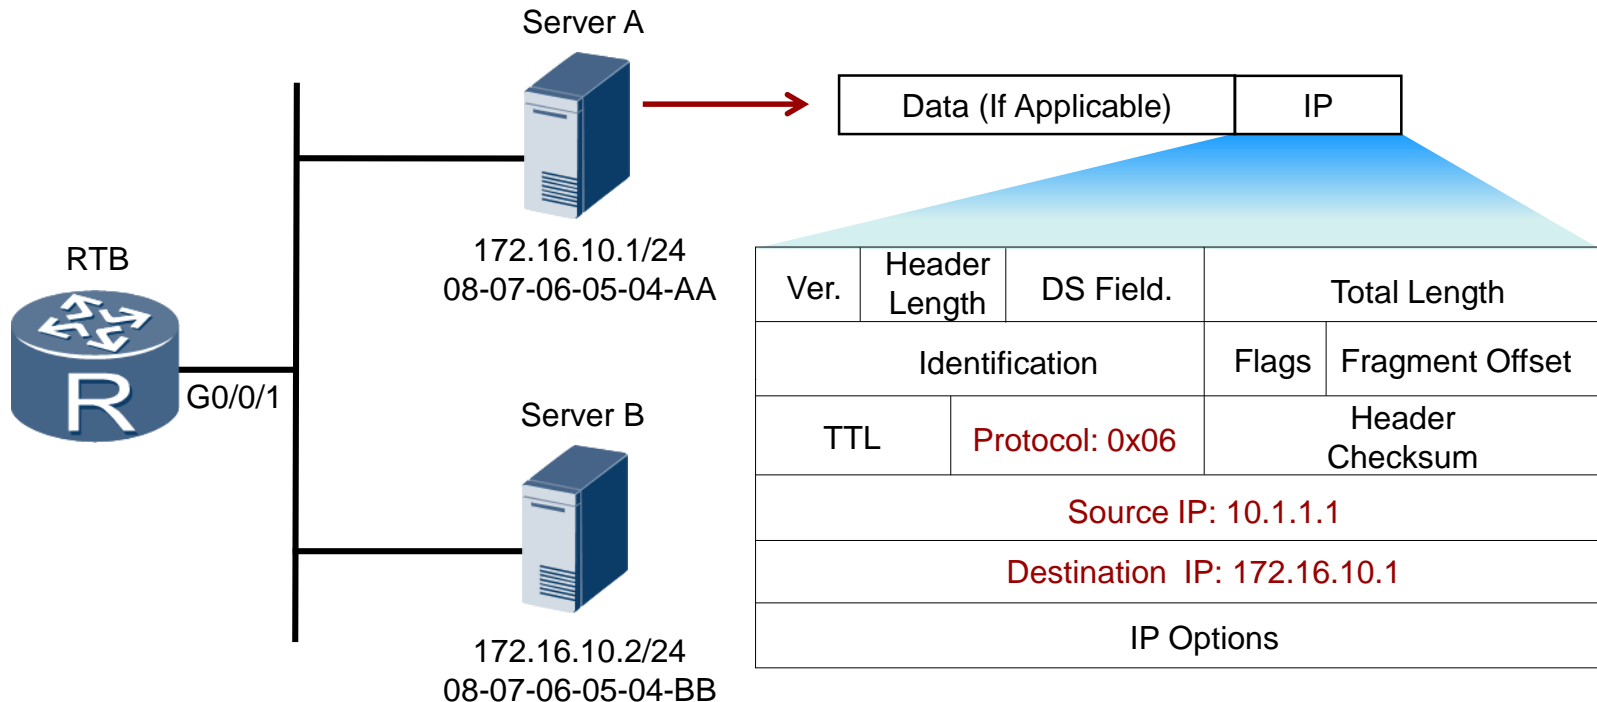 Server A
Data (If Applicable)
IP
172.16.10.1/24
08-07-06-05-04-AA
RTB
R
G0/0/1
Ver.
Header
Length
DS Field.
Total Length
Identification
Flags
Fragment Offset
TTL
Protocol: 0x06
Header
Checksum
Source IP: 10.1.1.1
Destination  IP: 172.16.10.1
IP Options
Server B
172.16.10.2/24
08-07-06-05-04-BB